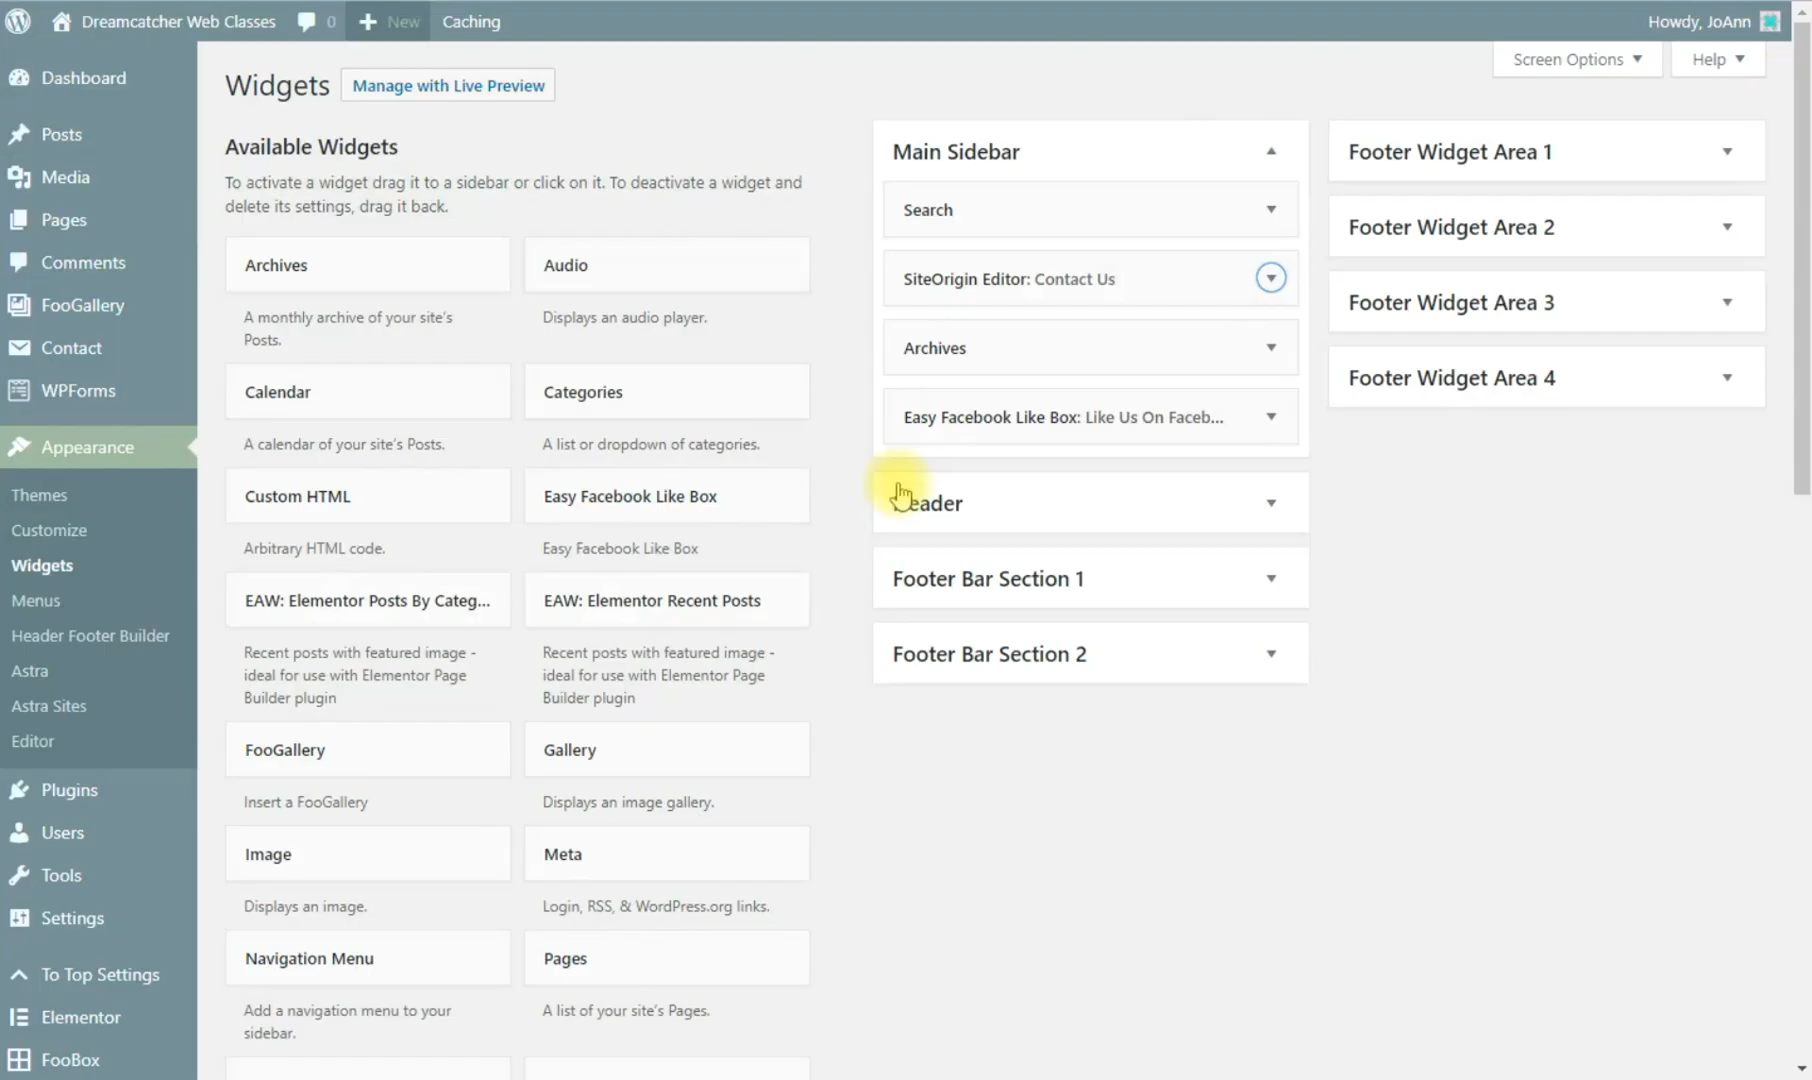 Dreamcatcher Web Classes
0
New
Caching
Howdy, JoAnn
Dashboard
Posts
Media
Pages
Comments
FooGallery
Contact
WPForms
Appearance
Themes
Customize
Widgets
Menus
Header Footer Builder
Astra
Astra Sites
Editor
Plugins
Users
Tools
Settings
To Top Settings
Elementor
FooBox
Screen Options
Help
Widgets
Manage with Live Preview
Available Widgets
To activate a widget drag it to a sidebar or click on it. To deactivate a widget and
delete its settings, drag it back.
Archives
A monthly archive of your site's
Posts.
Audio
Displays an audio player.
Calendar
A calendar of your site's Posts.
Categories
A list or dropdown of categories.
Custom HTML
Arbitrary HTML code.
Easy Facebook Like Box
Easy Facebook Like Box
EAW: Elementor Posts By Categ...
Recent posts with featured image -
ideal for use with Elementor Page
Builder plugin
EAW: Elementor Recent Posts
Recent posts with featured image -
ideal for use with Elementor Page
Builder plugin
FooGallery
Insert a FooGallery
Gallery
Displays an image gallery.
Image
Displays an image.
Meta
Login, RSS, & WordPress.org links.
Navigation Menu
Add a navigation menu to your
sidebar.
Pages
A list of your site's Pages.
Main Sidebar
Search
SiteOrigin Editor: Contact Us
Archives
Easy Facebook Like Box: Like Us On Faceb...
Header
Footer Bar Section 1
Footer Bar Section 2
Footer Widget Area 1
Footer Widget Area 2
Footer Widget Area 3
Footer Widget Area 4